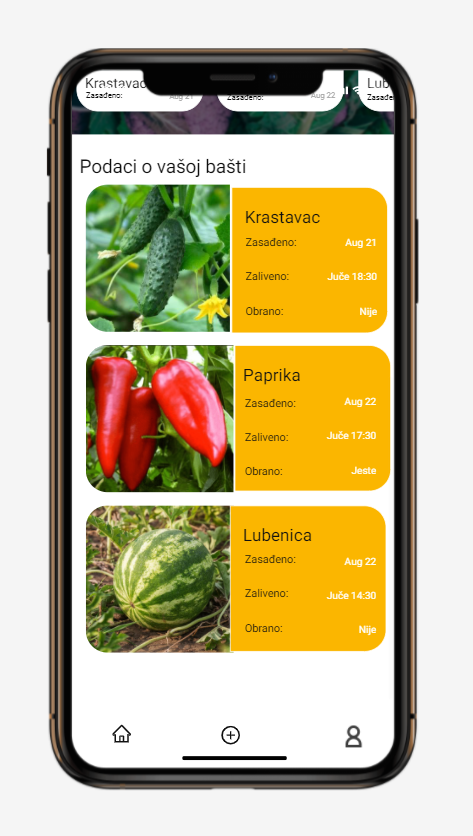 Krastavac
Zasađeno: Aug 21
Zasađeno: Aug 22
Lub
Zasađe
Podaci o vašoj bašti
Krastavac
Zasađeno: Aug 21
Zaliveno: Juče 18:30
Obrano: Nije
Paprika
Zasađeno: Aug 22
Zaliveno: Juče 17:30
Obrano: Jeste
Lubenica
Zasađeno: Aug 22
Zaliveno: Juče 14:30
Obrano: Nije